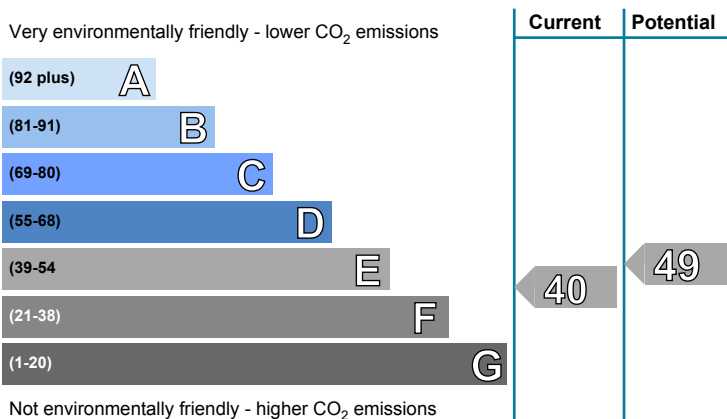 Current Potential
Very environmentally friendly - lower CO2 emissions
(92 plus) A
(81-91) B
(69-80) C
(55-68) D
(39-54 E
(21-38) F
(1-20) G
40
49
Not environmentally friendly - higher CO2 emissions